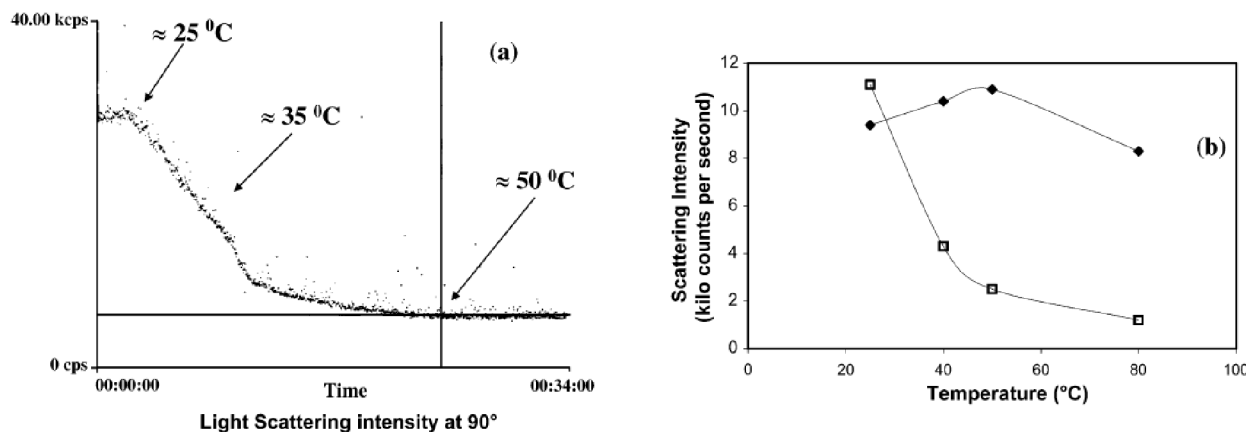 40.00 kcps
≈ 25 ⁰C
(a)
≈ 35 ⁰C
≈ 50 ⁰C
0 cps
00:00:00
Time
00:34:00
Light Scattering intensity at 90°
Scattering Intensity
(kilo counts per second)
12
10
8
6
4
2
0
(b)
0
20
40
60
80
100
Temperature (°C)